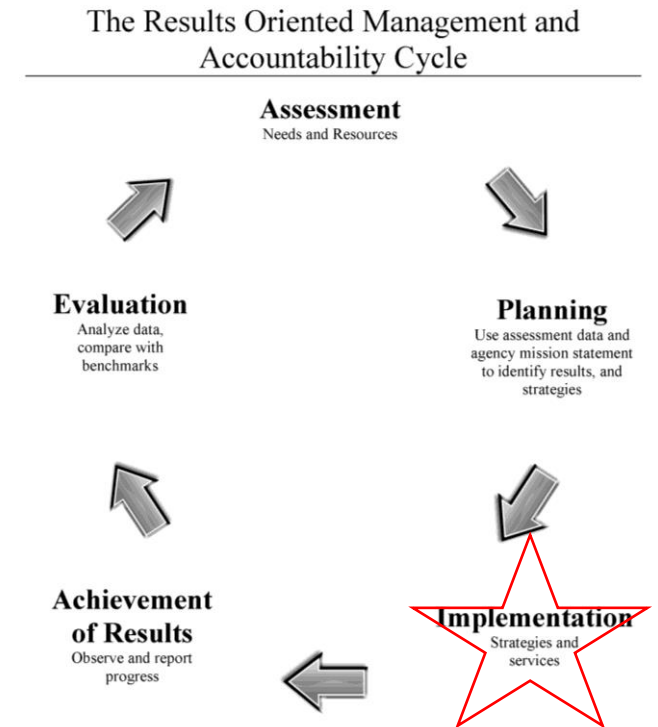 The Results Oriented Management and
Accountability Cycle
Assessment
Needs and Resources
Planning
Use assessment data and
agency mission statement
to identify results, and
strategies
Implementation
Strategies and
services
Achievement
of Results
Observe and report
progress
Evaluation
Analyze data,
compare with
benchmarks